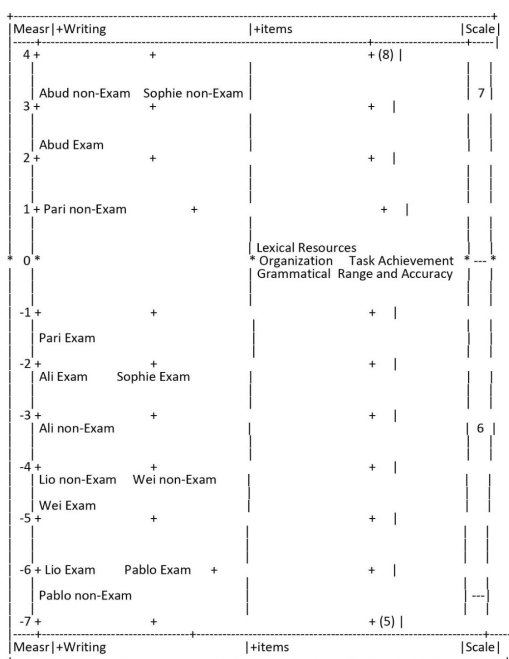 Measr|+Writing |+items |Scale|
4 + + + (8) |
Abud non-Exam Sophie non-Exam | | 7 |
3 + + + |
Abud Exam
2 + + + |
1 + Pari non-Exam + + |
Lexical Resources
* 0 * * Organization Task Achievement * --- *
Grammatical Range and Accuracy
-1 + + + |
Pari Exam
-2 + + + |
Ali Exam Sophie Exam
-3 + + + |
Ali non-Exam | | 6 |
-4 + + + |
Lio non-Exam Wei non-Exam
Wei Exam
-5 + + + |
-6 + Lio Exam Pablo Exam + + |
Pablo non-Exam |---|
-7 + + + (5) |
Measr|+Writing |+items |Scale|